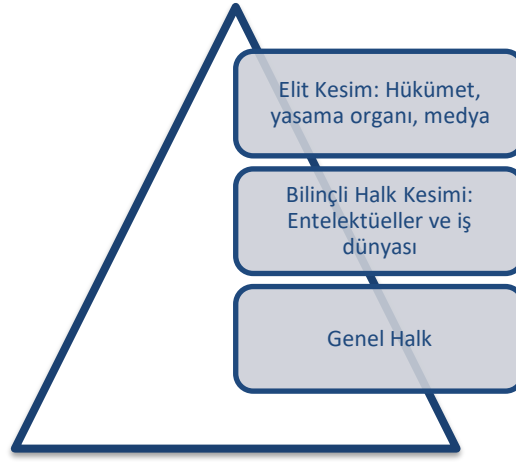 Elit Kesim: Hükümet,
yasama organı, medya
Bilinçli Halk Kesimi:
Entelektüeller ve iş
dünyası
Genel Halk